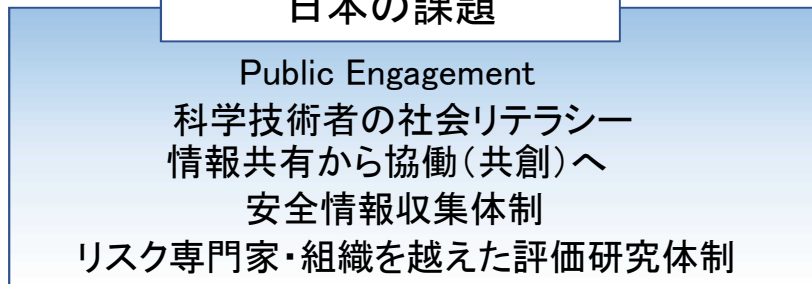 日本の課題
Public Engagement
科学技術者の社会リテラシー
情報共有から協働（共創）へ
安全情報収集体制
リスク専門家・組織を越えた評価研究体制